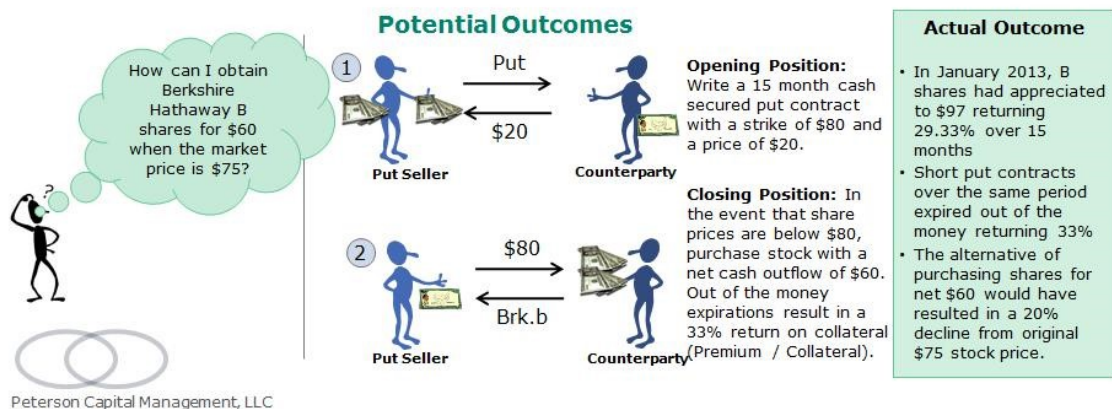 Potential Outcomes
How can I obtain
Berkshire
Hathaway B
shares for $60
when the market
price is $75?
?
1
Put
$20
Put Seller
Counterparty
Opening Position:
Write a 15 month cash
secured put contract
with a strike of $80 and
a price of $20.
2
$80
Brk.b
Put Seller
Counterparty
Closing Position: In
the event that share
prices are below $80,
purchase stock with a
net cash outflow of $60.
Out of the money
expirations result in a
33% return on collateral
(Premium / Collateral).
Actual Outcome
• In January 2013, B
shares had appreciated
to $97 returning
29.33% over 15
months
• Short put contracts
over the same period
expired out of the
money returning 33%
• The alternative of
purchasing shares for
net $60 would have
resulted in a 20%
decline from original
$75 stock price.
Peterson Capital Management, LLC